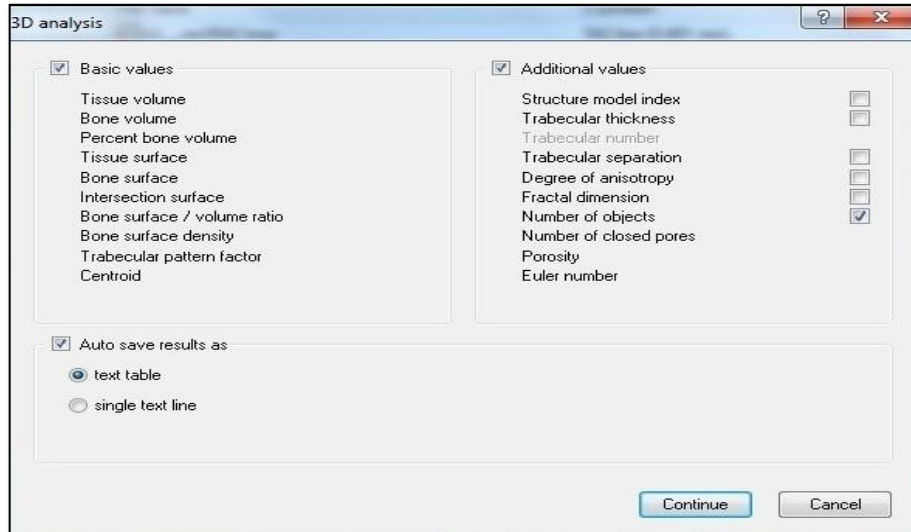 3D analysis
Basic values
Tissue volume
Bone volume
Percent bone volume
Tissue surface
Bone surface
Intersection surface
Bone surface / volume ratio
Bone surface density
Trabecular pattern factor
Centroid
Additional values
Structure model index
Trabecular thickness
Trabecular number
Trabecular separation
Degree of anisotropy
Fractal dimension
Number of objects
Number of closed pores
Porosity
Euler number
Auto save results as
text table
single text line
Continue
Cancel